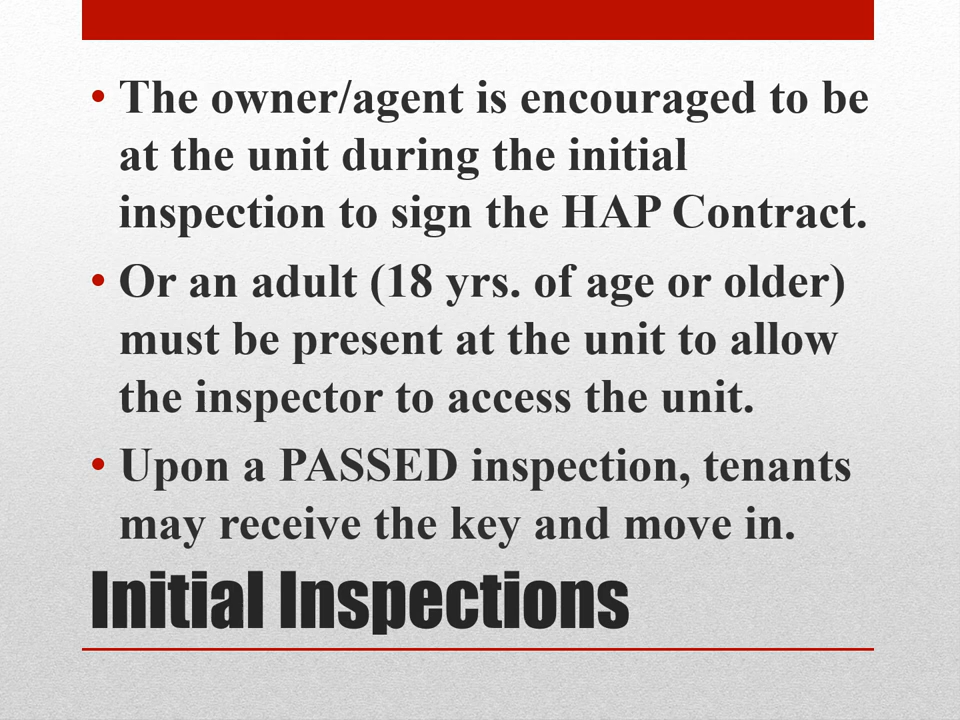 • The owner/agent is encouraged to be
at the unit during the initial
inspection to sign the HAP Contract.
• Or an adult (18 yrs. of age or older)
must be present at the unit to allow
the inspector to access the unit.
• Upon a PASSED inspection, tenants
may receive the key and move in.
Initial Inspections